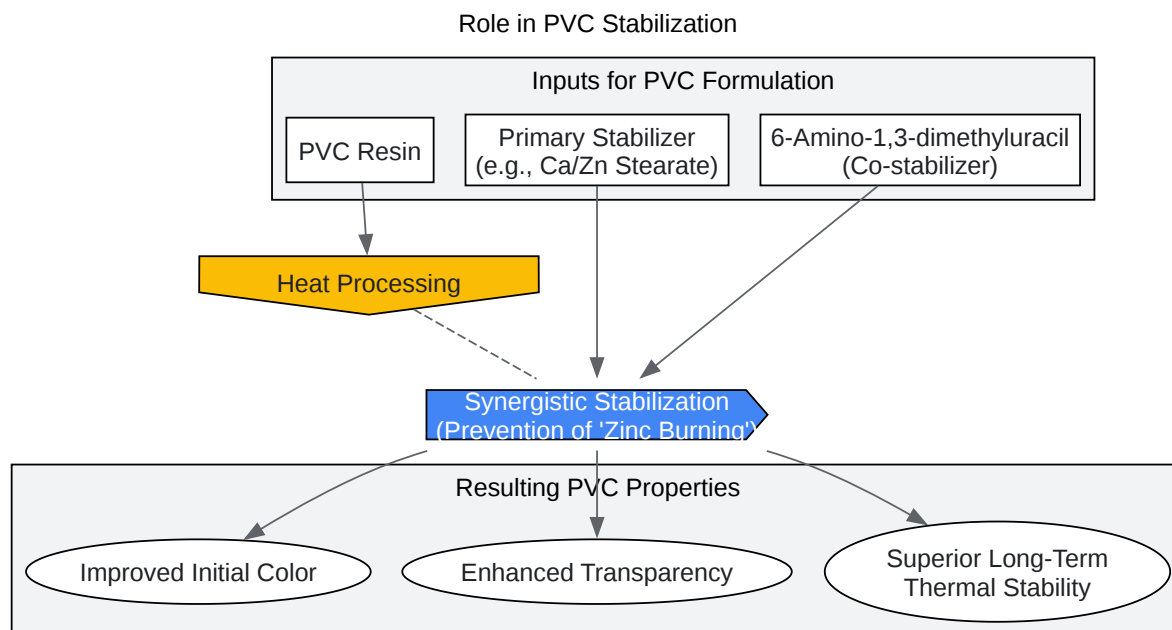 Role in PVC Stabilization
Inputs for PVC Formulation
PVC Resin
Primary Stabilizer
(e.g., Ca/Zn Stearate)
6-Amino-1,3-dimethyluracil
(Co-stabilizer)
Heat Processing
Synergistic Stabilization
(Prevention of 'Zinc Burning')
Resulting PVC Properties
Improved Initial Color
Enhanced Transparency
Superior Long-Term
Thermal Stability